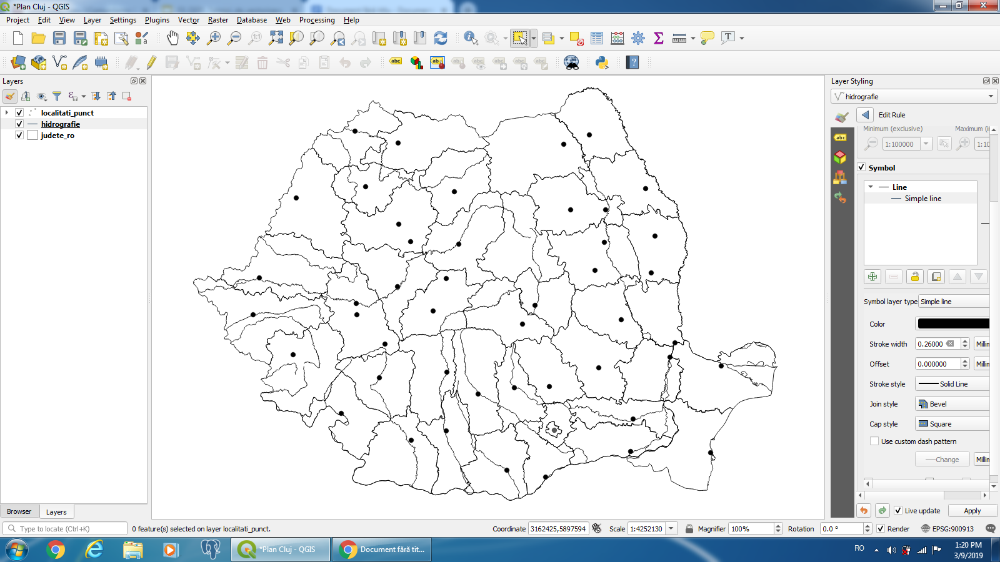 *Plan Cluj - QGIS
Project Edit View Layer Settings Plugins Vector Raster Database Web Processing Help
abc
Layers
localitati_punct
hidrografie
judete_ro
Browser Layers
Layer Styling
hidrografie
Edit Rule
Minimum (exclusive) Maximum (i
1:100000 1:10
Symbol
Line
Simple line
Symbol layer type Simple line
Color
Stroke width 0.26000 Millin
Offset 0.000000 Millin
Stroke style Solid Line
Join style Bevel
Cap style Square
Use custom dash pattern
Change Millin
Live update Apply
Type to locate (Ctrl+K) 0 feature(s) selected on layer localitati_punct. Coordinate 3162425,5897594 Scale 1:4252130 Magnifier 100% Rotation 0.0 ° Render EPSG:900913
*Plan Cluj - QGIS Document fără tit... RO 1:20 PM
3/9/2019